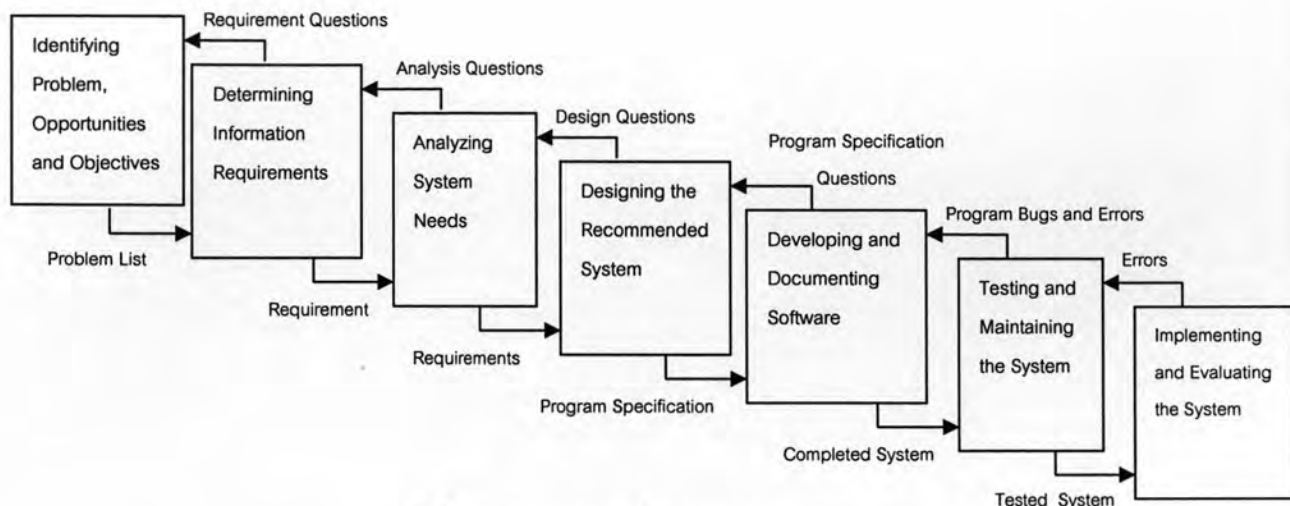 Identifying
Problem,
Opportunities
and Objectives
Requirement Questions
Problem List
Determining
Information
Requirements
Analysis Questions
Requirement
Analyzing
System
Needs
Design Questions
Requirements
Designing the
Recommended
System
Program Specification
Questions
Program Specification
Developing and
Documenting
Software
Program Bugs and Errors
Completed System
Testing and
Maintaining
the System
Errors
Tested System
Implementing
and Evaluating
the System